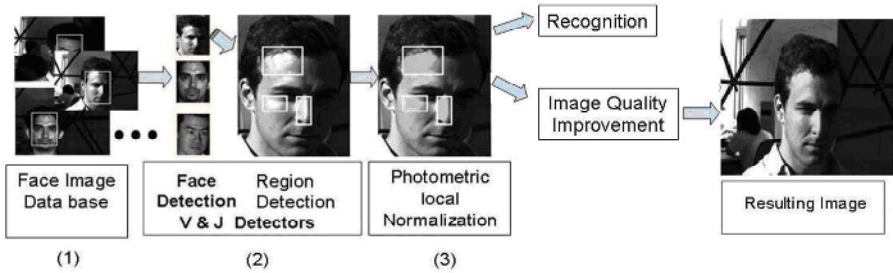 Recognition
Image Quality
Improvement
Face Image
Data base
Face Region
Detection Detection
V & J Detectors
Photometric
local
Normalization
Resulting Image
(1)
(2)
(3)